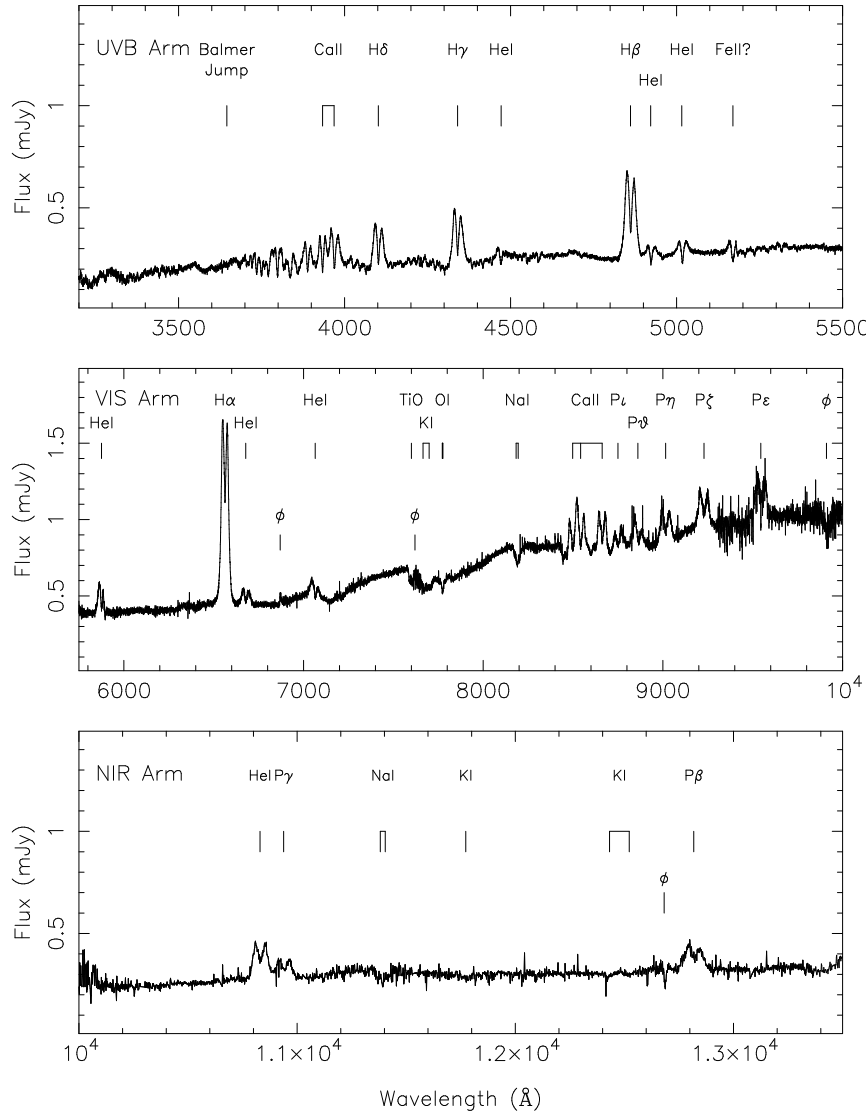 UVB Arm Balmer Jump CaII Hδ Hγ HeI Hβ HeI HeI FeII?
Flux (mJy)
1
0.5
3500 4000 4500 5000 5500
VIS Arm Hα HeI TiO OI NaI CaII Pι Pη Pζ Pε ϕ
HeI HeI KI Pϑ
ϕ ϕ
Flux (mJy)
1.5
1
0.5
6000 7000 8000 9000 10⁴
NIR Arm HeI Pγ NaI KI KI Pβ
ϕ
Flux (mJy)
1
0.5
10⁴ 1.1×10⁴ 1.2×10⁴ 1.3×10⁴
Wavelength (Å)